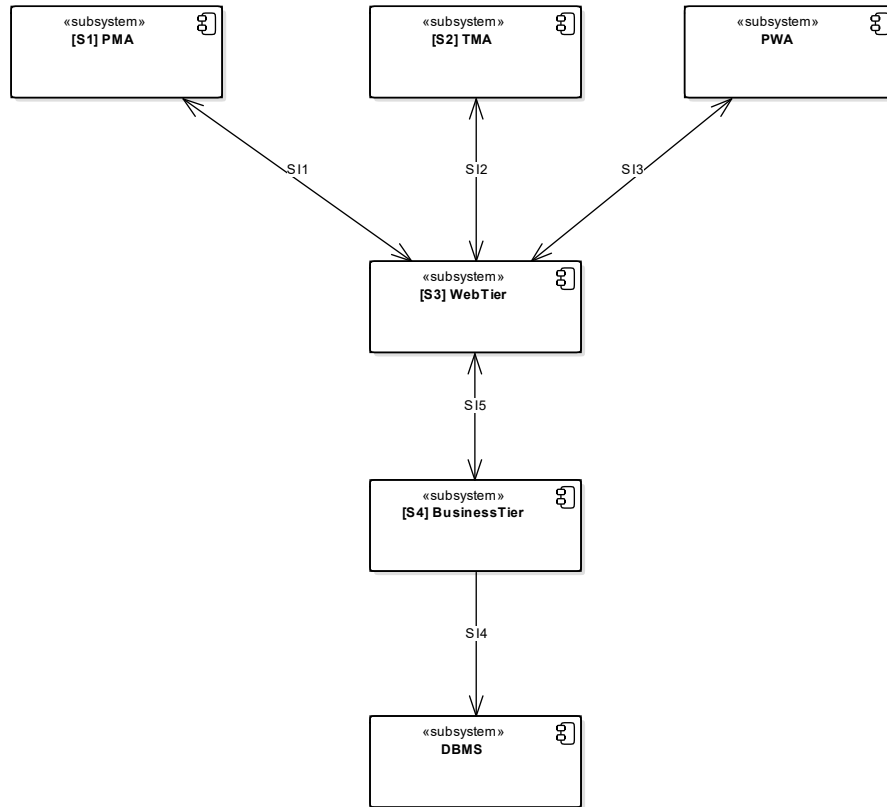 «subsystem»
[S1] PMA
«subsystem»
[S2] TMA
«subsystem»
PWA
SI1
SI2
SI3
«subsystem»
[S3] WebTier
SI5
«subsystem»
[S4] BusinessTier
SI4
«subsystem»
DBMS